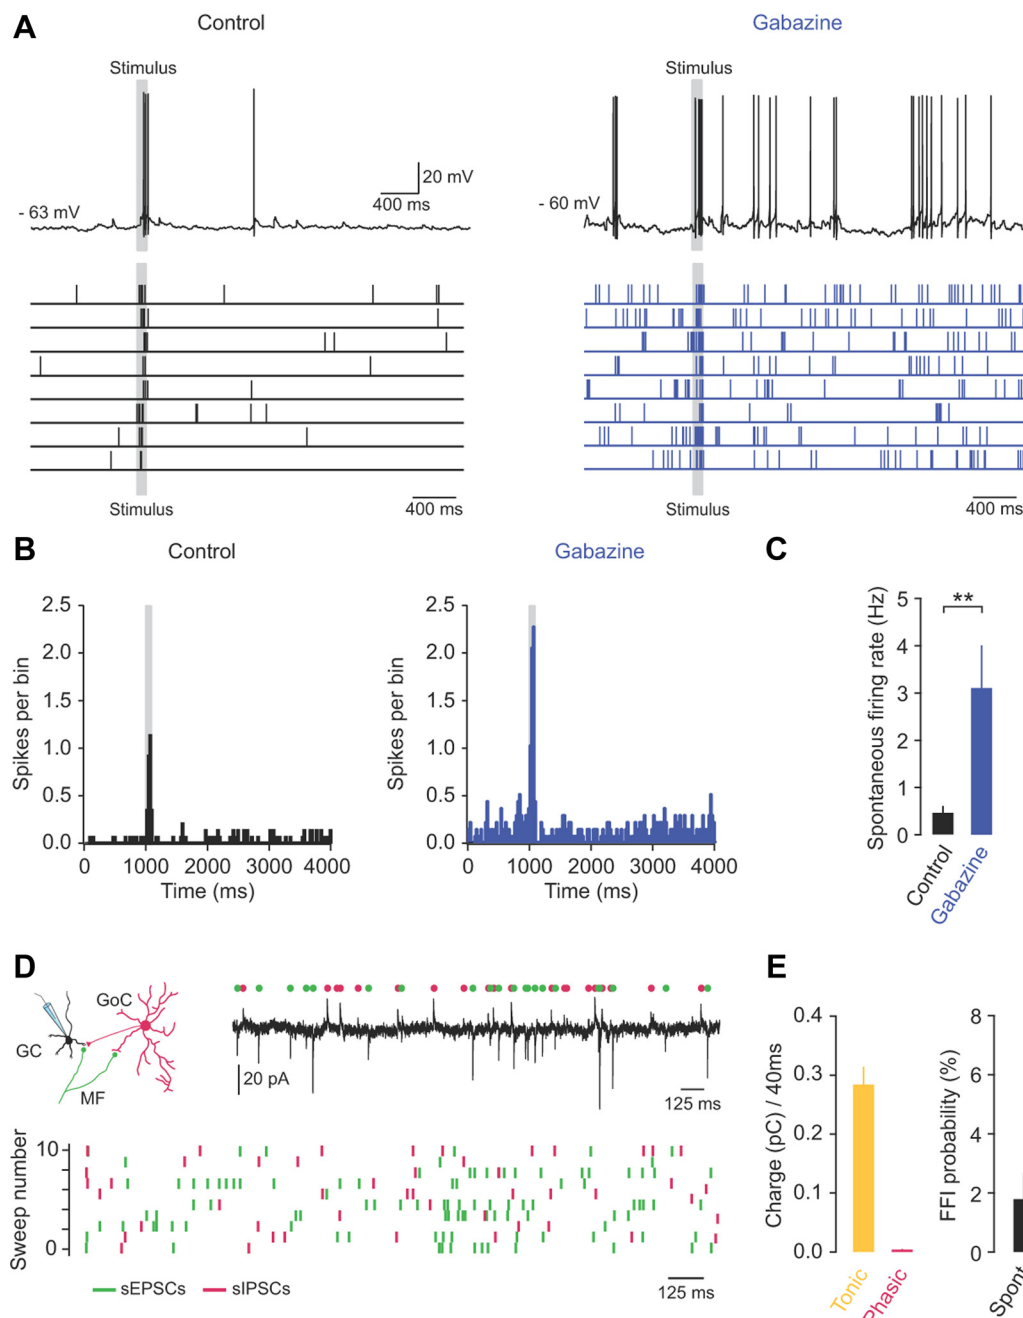 A
Control
Gabazine
Stimulus
Stimulus
20 mV
400 ms
- 63 mV
- 60 mV
Stimulus
400 ms
Stimulus
400 ms
B
Control
Gabazine
C
2.5
2.0
1.5
1.0
0.5
0.0
Spikes per bin
0 1000 2000 3000 4000
Time (ms)
2.5
2.0
1.5
1.0
0.5
0.0
Spikes per bin
0 1000 2000 3000 4000
Time (ms)
Spontaneous firing rate (Hz)
5
4
3
2
1
0
**
Control
Gabazine
D
GoC
GC
MF
20 pA
125 ms
Sweep number
10
0
sEPSCs sIPSCs
125 ms
E
Charge (pC) / 40ms
0.4
0.3
0.2
0.1
0.0
Tonic
Phasic
FFI probability (%)
8
6
4
2
0
Spont